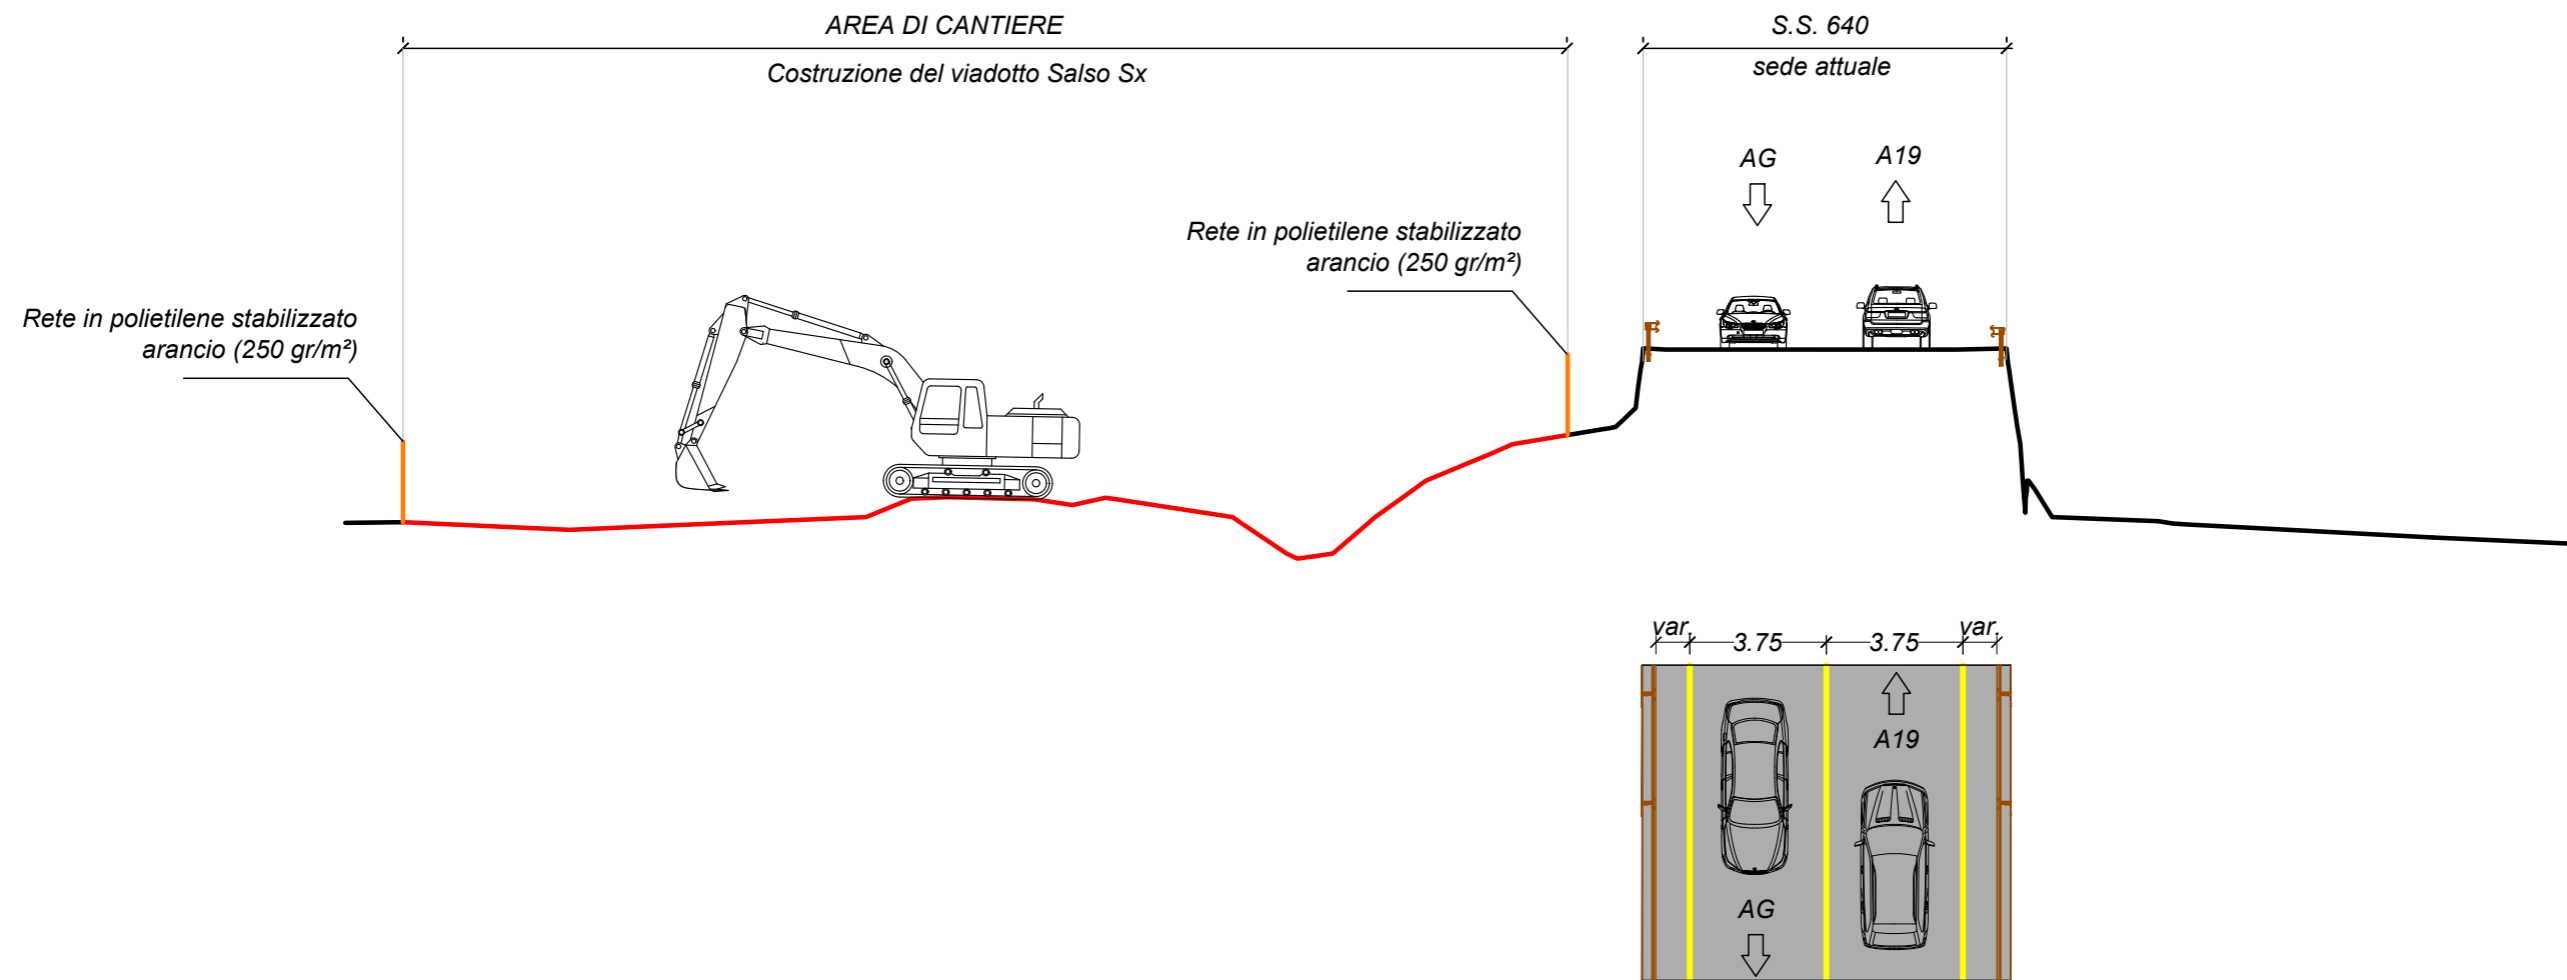 AREA DI CANTIERE
Costruzione del viadotto Salso Sx
S.S. 640
sede attuale
AG
A19
Rete in polietilene stabilizzato
arancio (250 gr/m²)
Rete in polietilene stabilizzato
arancio (250 gr/m²)
var. 3.75 3.75 var.
A19
AG